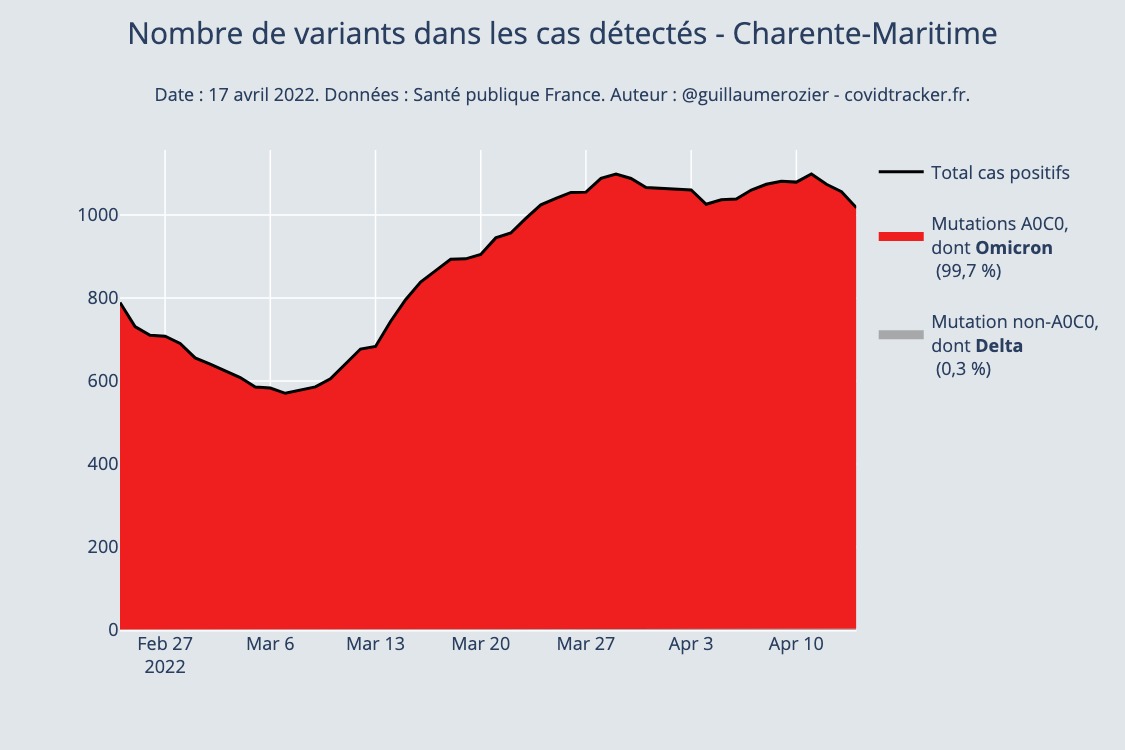 Nombre de variants dans les cas détectés - Charente-Maritime
Date : 17 avril 2022. Données : Santé publique France. Auteur : @guillaumerozier - covidtracker.fr.
Total cas positifs
Mutations A0C0,
dont Omicron
(99,7 %)
Mutation non-A0C0,
dont Delta
(0,3 %)
1000
800
600
400
200
0
Feb 27 Mar 6 Mar 13 Mar 20 Mar 27 Apr 3 Apr 10
2022